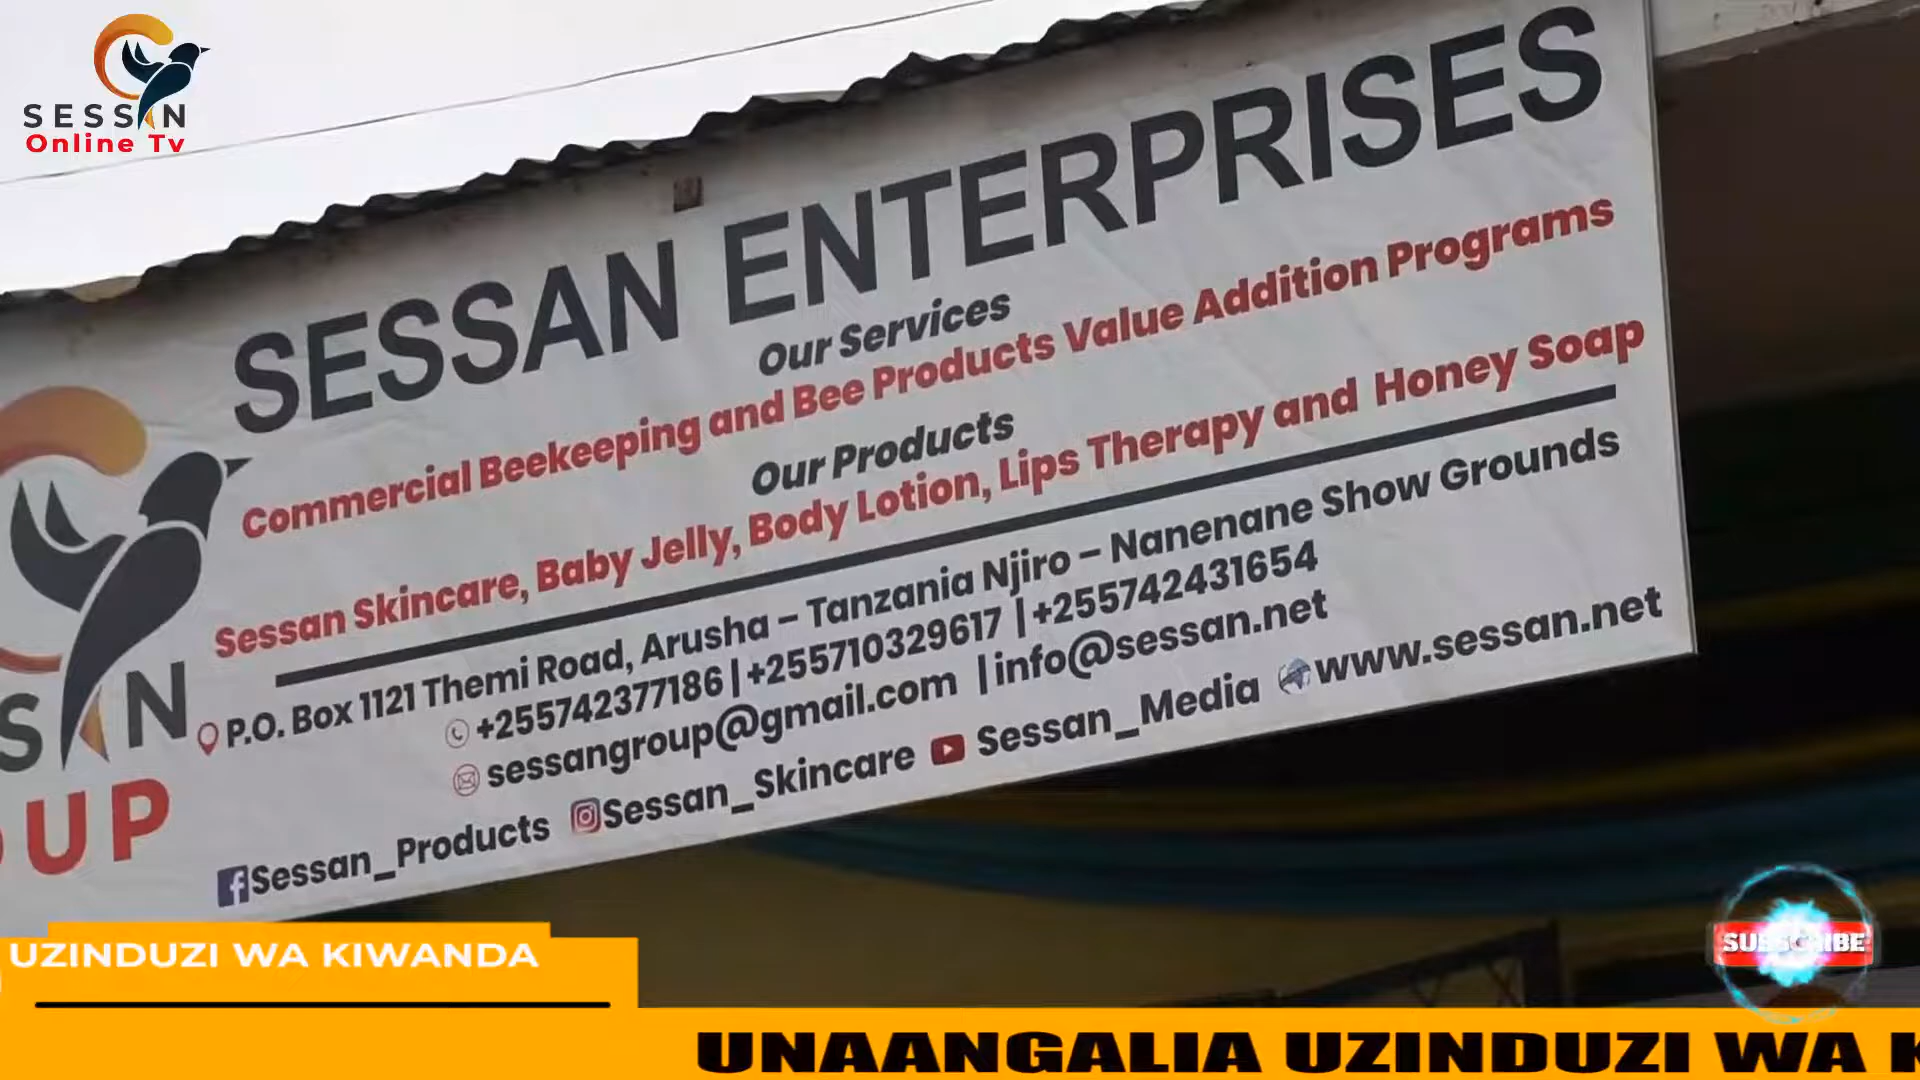 SESSAN
Online Tv
SESSAN ENTERPRISES
Our Services
Commercial Beekeeping and Bee Products Value Addition Programs
Our Products
Sessan Skincare, Baby Jelly, Body Lotion, Lips Therapy and Honey Soap
P.O. Box 1121 Themi Road, Arusha – Tanzania Njiro – Nanenane Show Grounds
+255742377186 | +255710329617 | +255742431654
sessangroup@gmail.com | info@sessan.net
Sessan_Products Sessan_Skincare Sessan_Media www.sessan.net
SAN
OUP
UZINDUZI WA KIWANDA
SUBSCRIBE
UNAANGALIA UZINDUZI WA K